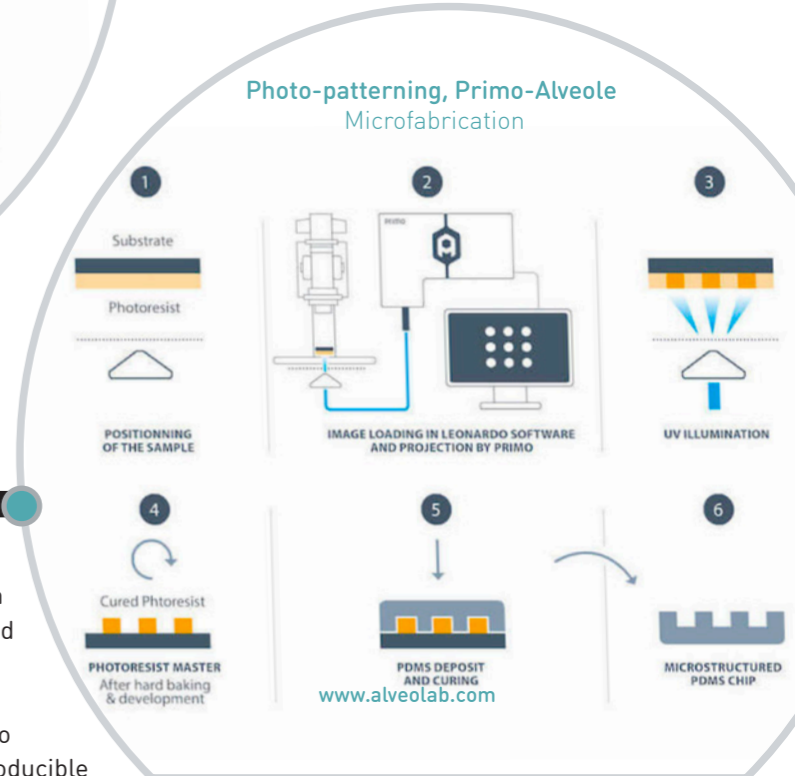 Photo-patterning, Primo-Alveole
Microfabrication
1
2
3
Substrate
Photoresist
POSITIONNING
OF THE SAMPLE
IMAGE LOADING IN LEONARDO SOFTWARE
AND PROJECTION BY PRIMO
UV ILLUMINATION
4
5
6
Cured Phtoresist
PHOTORESIST MASTER
After hard baking
& development
PDMS DEPOSIT
AND CURING
www.alveolab.com
MICROSTRUCTURED
PDMS CHIP